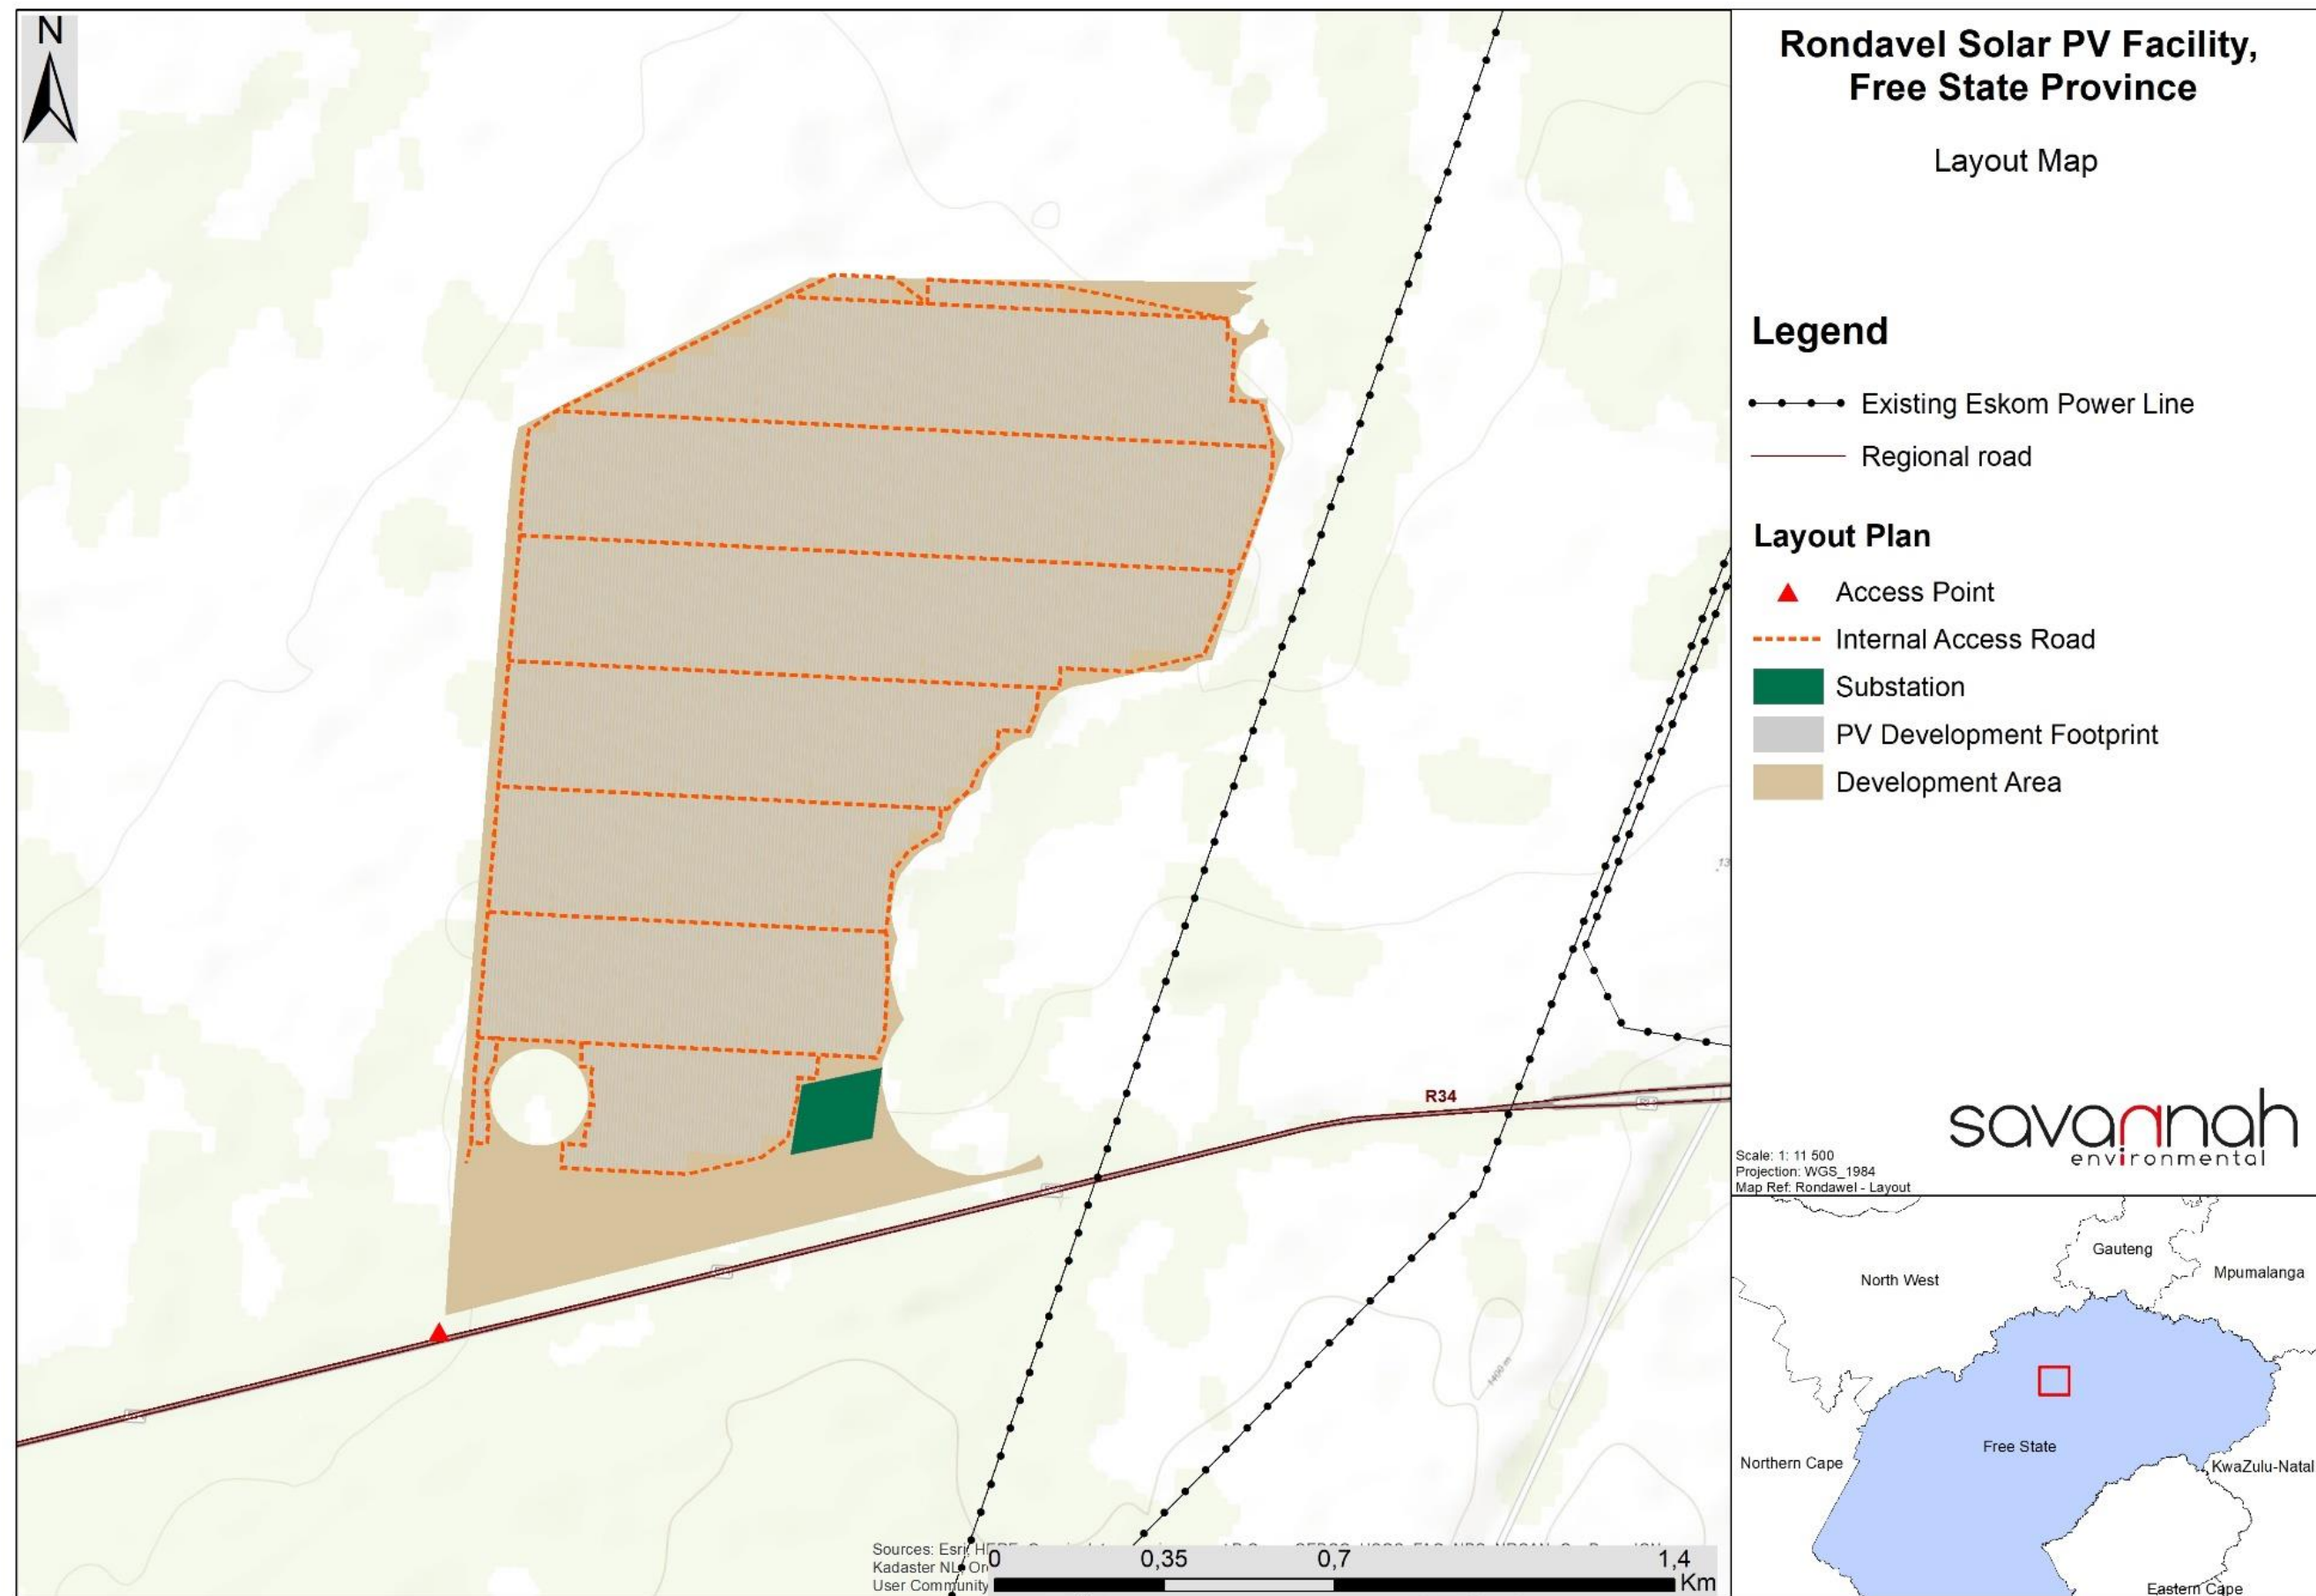 N
Rondavel Solar PV Facility,
Free State Province
Layout Map
Legend
Existing Eskom Power Line
Regional road
Layout Plan
Access Point
Internal Access Road
Substation
PV Development Footprint
Development Area
R34
1400 m
13
savannah
environmental
Scale: 1: 11 500
Projection: WGS_1984
Map Ref: Rondawel - Layout
Gauteng
North West
Mpumalanga
Free State
Northern Cape
KwaZulu-Natal
Eastern Cape
Sources: Esri,
Kadaster NL,
User Community
0 0,35 0,7 1,4
Km